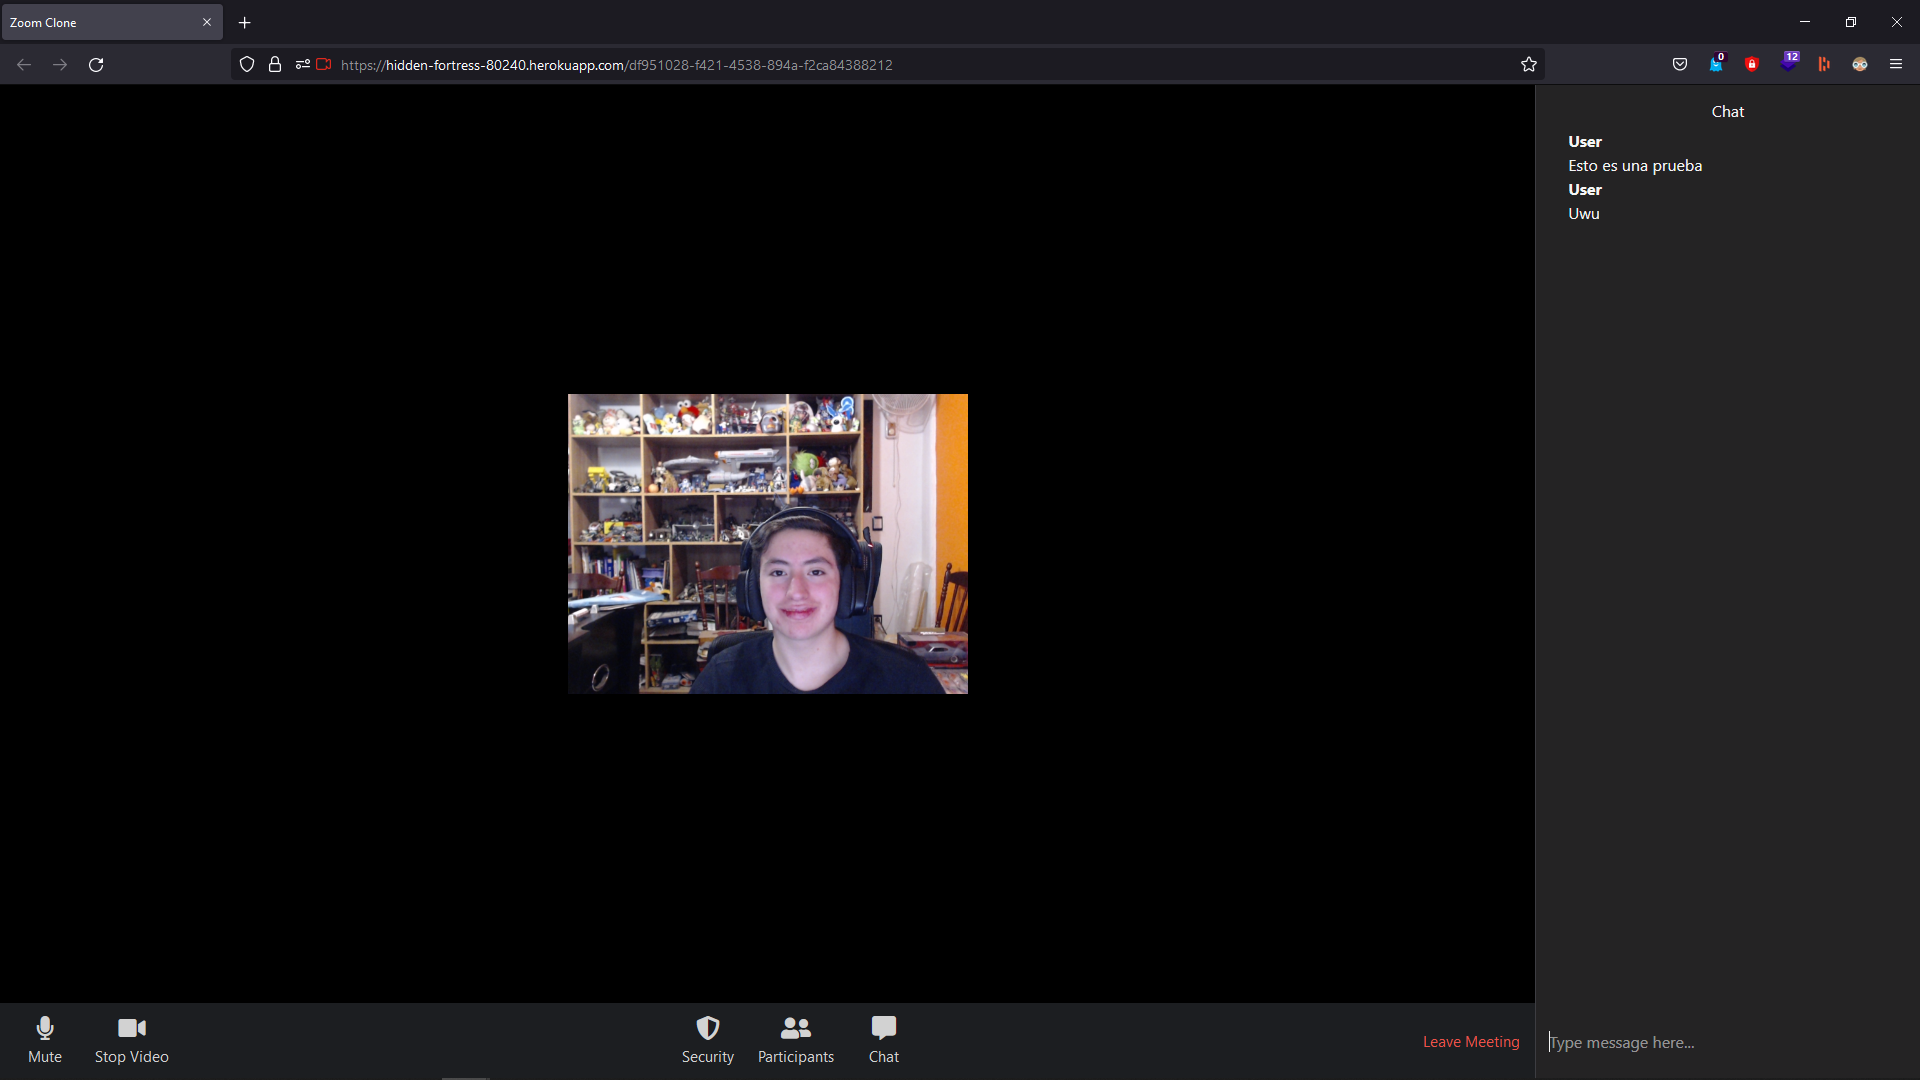 Zoom Clone
https://hidden-fortress-80240.herokuapp.com/df951028-f421-4538-894a-f2ca84388212
0
12
Chat
User
Esto es una prueba
User
Uwu
Mute
Stop Video
Security
Participants
Chat
Leave Meeting
Type message here...